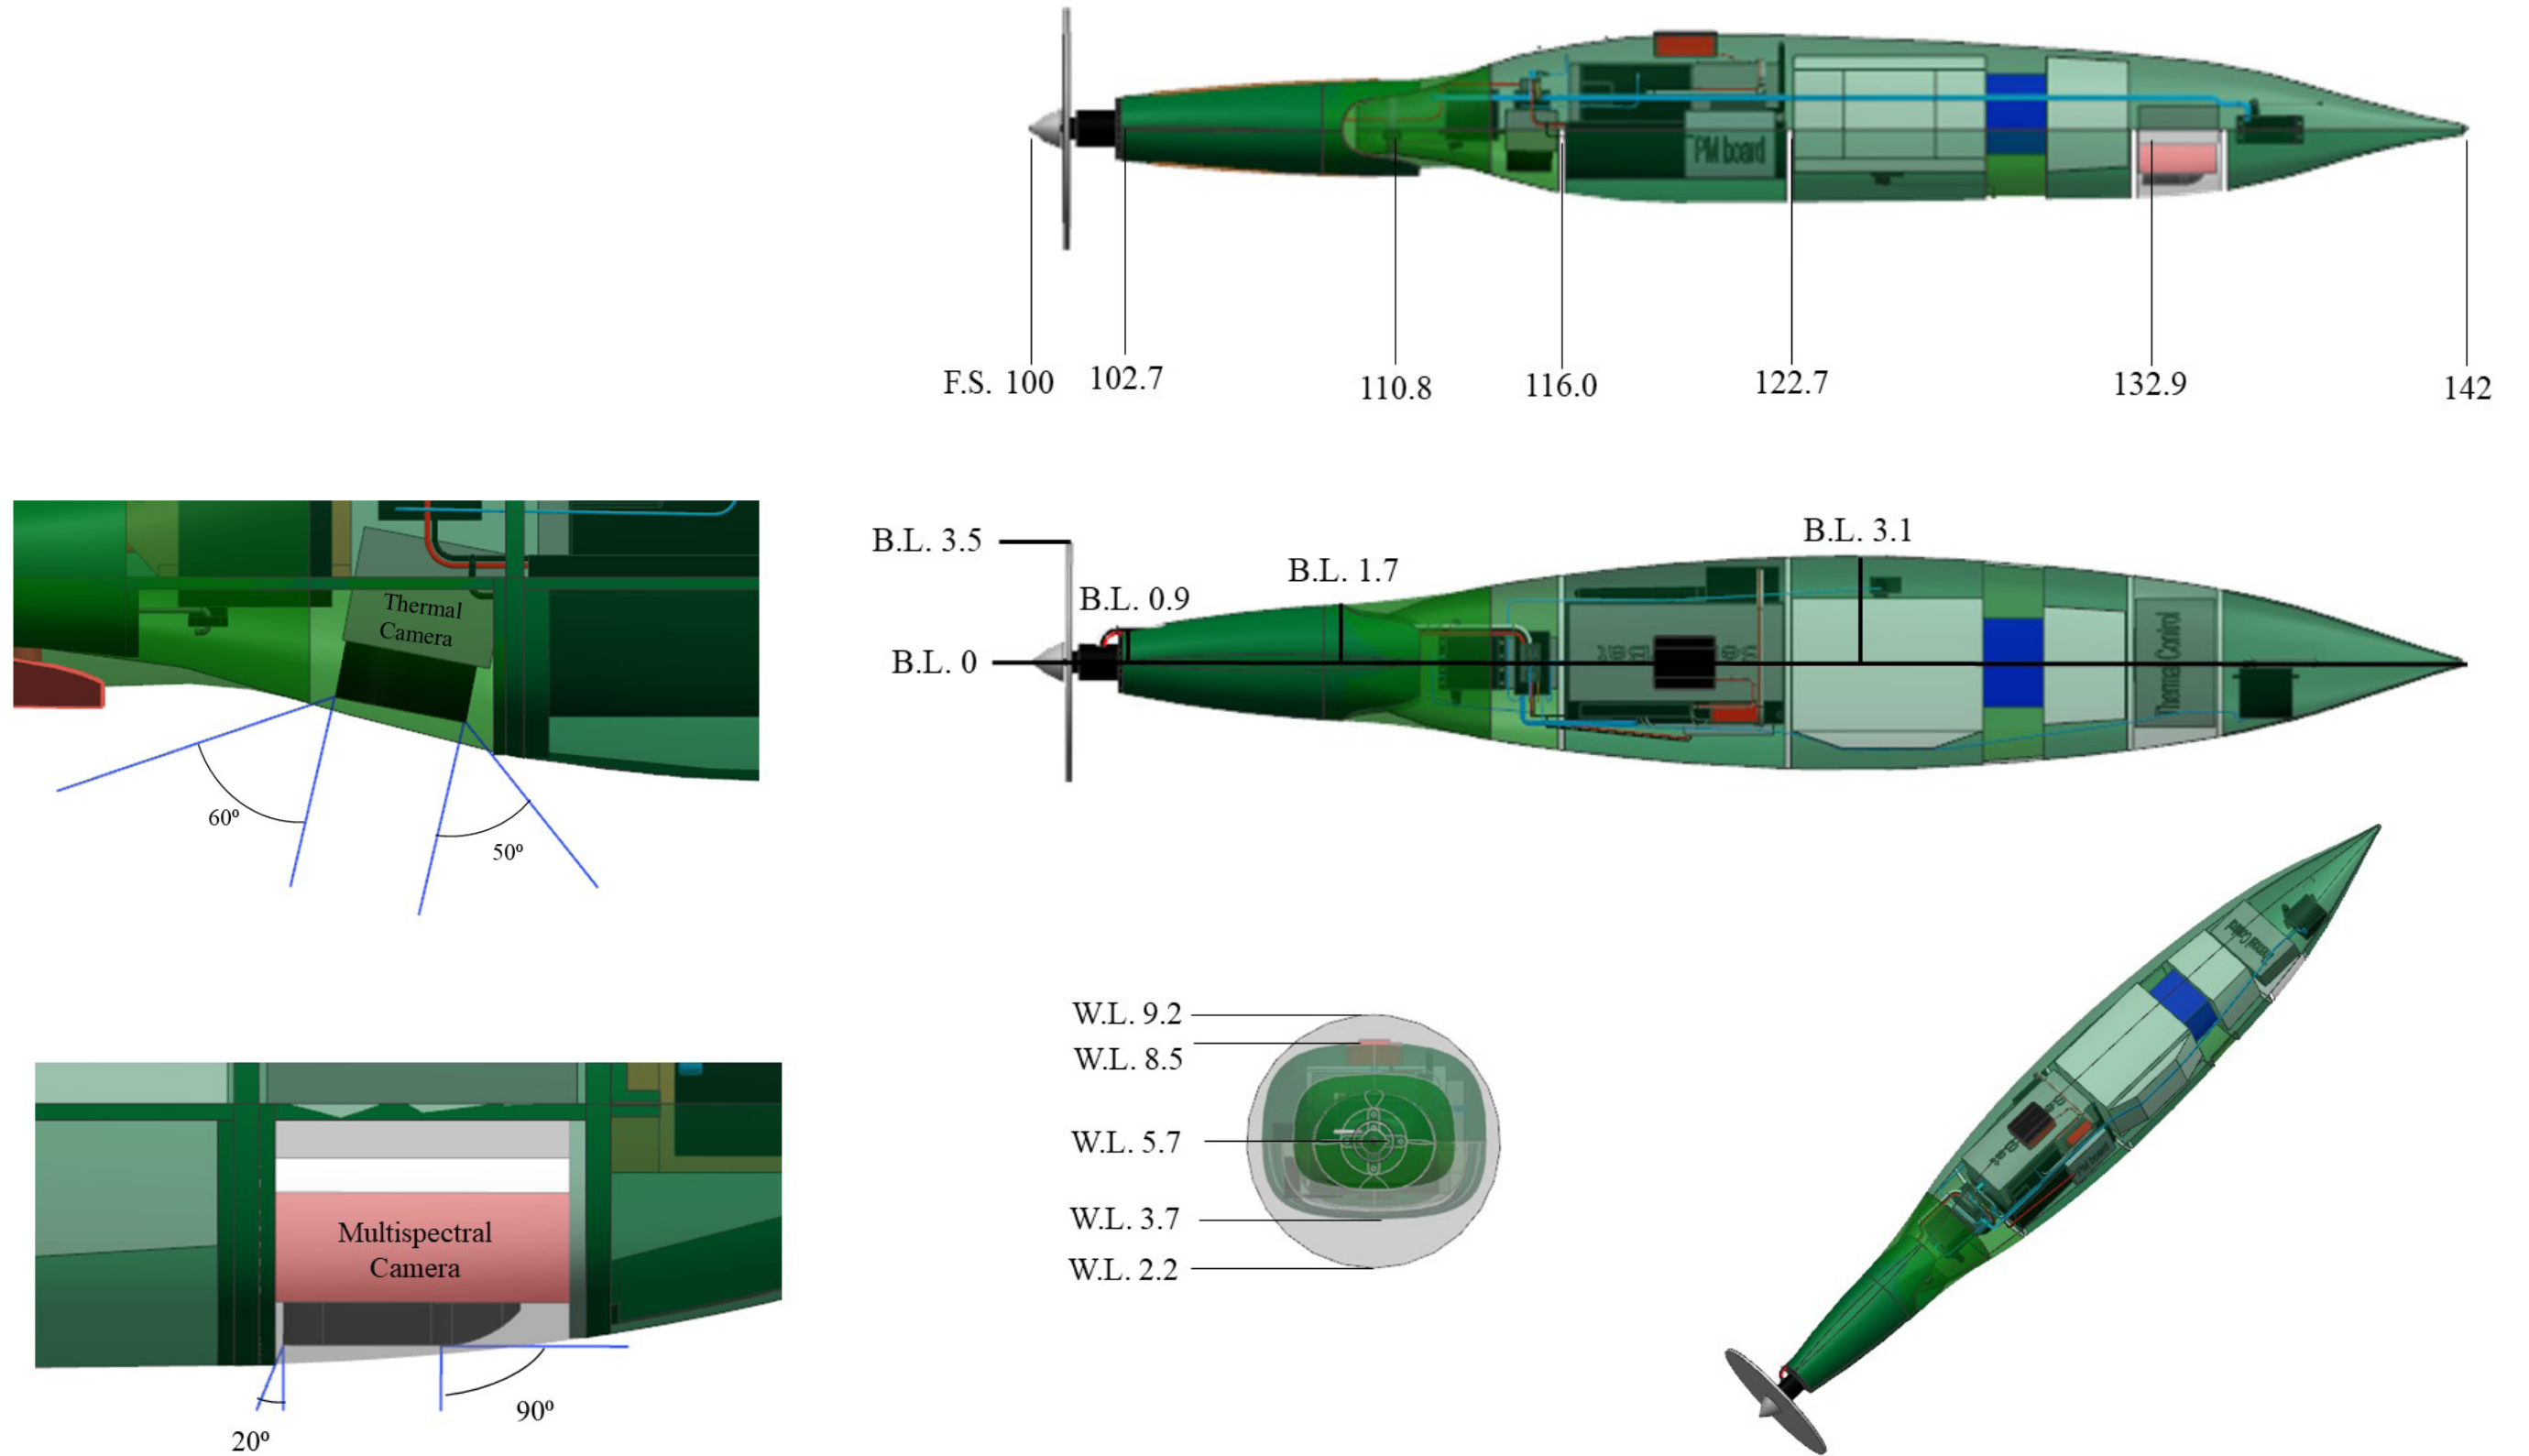 PM board
F.S. 100
102.7
110.8
116.0
122.7
132.9
142
Thermal
Camera
60º
50º
B.L. 3.5
B.L. 0.9
B.L. 1.7
B.L. 3.1
B.L. 0
Thermal Control
W.L. 9.2
W.L. 8.5
W.L. 5.7
W.L. 3.7
W.L. 2.2
Multispectral
Camera
20º
90º
PM board